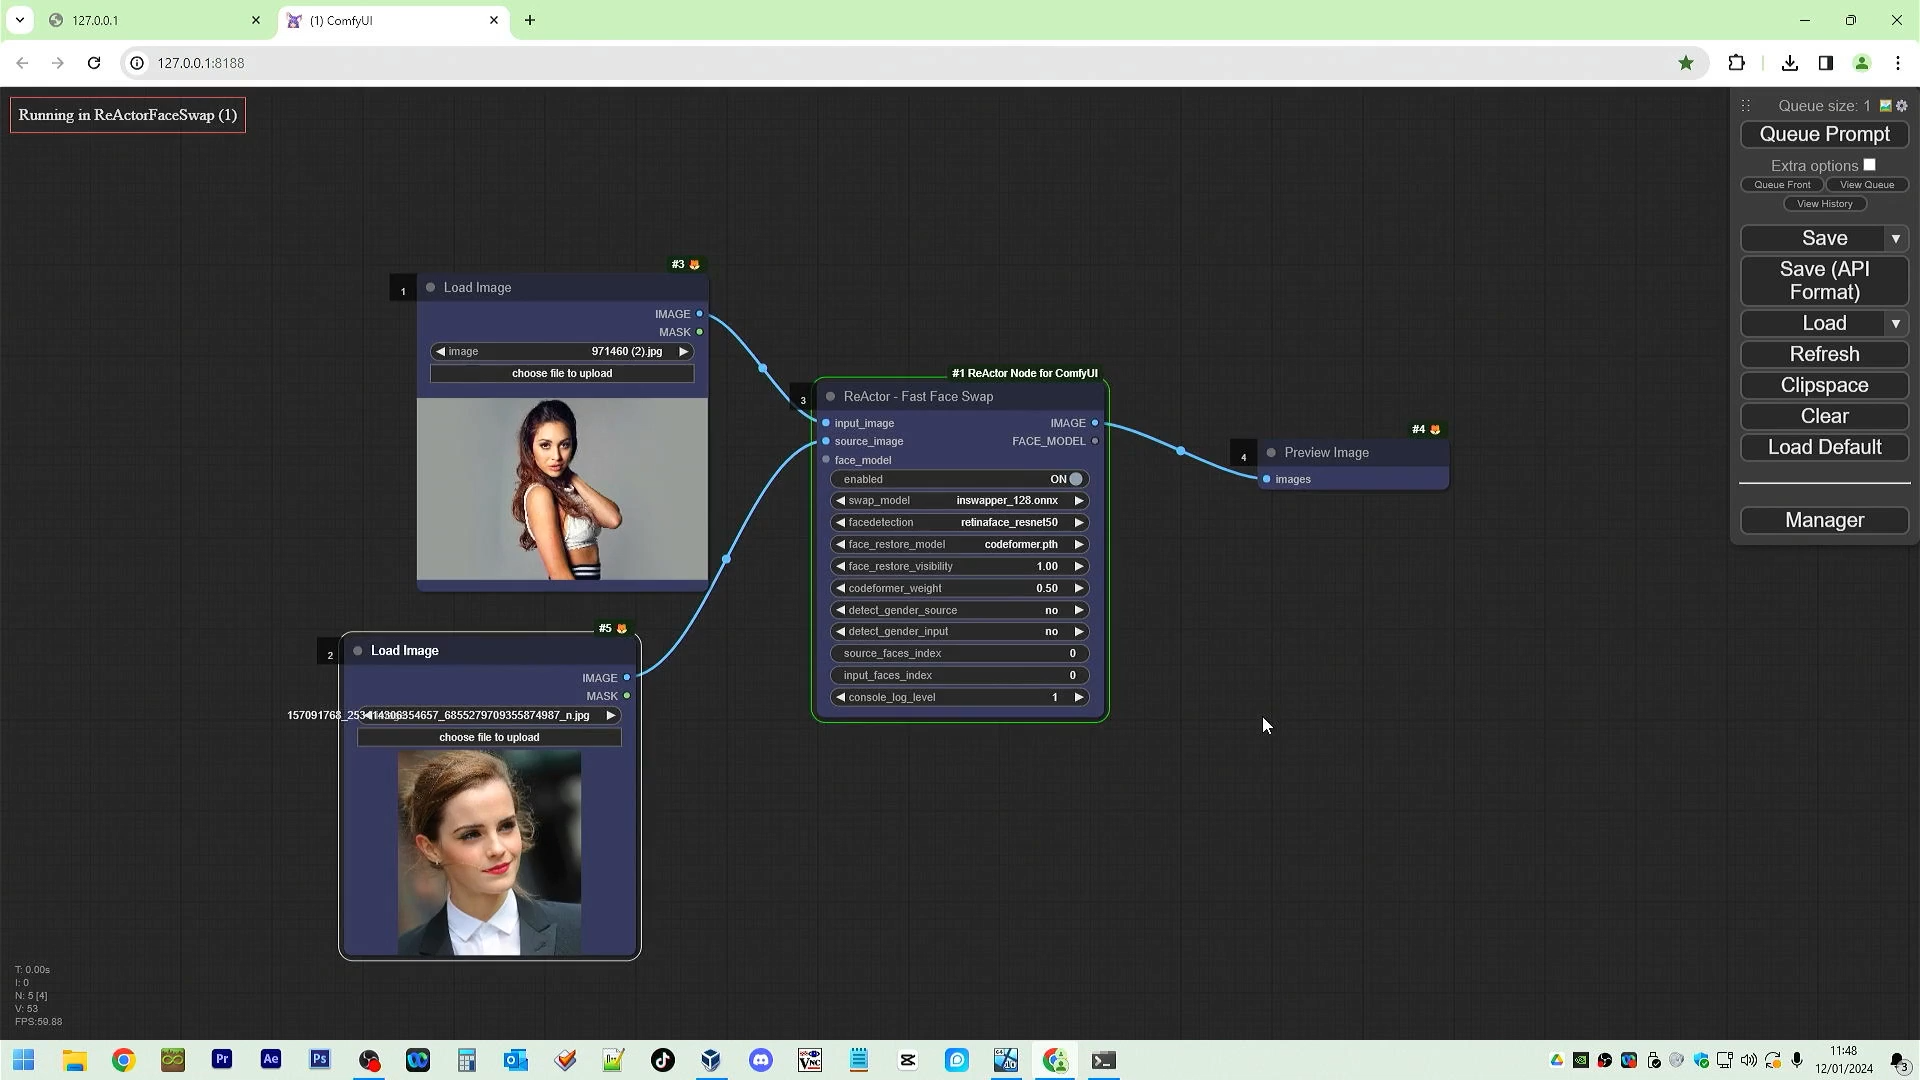 127.0.0.1
(1) ComfyUI
127.0.0.1:8188
Running in ReActorFaceSwap (1)
Queue size: 1
Queue Prompt
Extra options
Queue Front
View Queue
View History
Save
Save (API
Format)
Load
Refresh
Clipspace
Clear
Load Default
Manager
#3
1
Load Image
IMAGE
MASK
image
971460 (2).jpg
choose file to upload
#5
2
Load Image
IMAGE
MASK
choose file to upload
#1 ReActor Node for ComfyUI
3
ReActor - Fast Face Swap
input_image
IMAGE
source_image
FACE_MODEL
face_model
enabled
ON
swap_model
inswapper_128.onnx
facedetection
retinaface_resnet50
face_restore_model
codeformer.pth
face_restore_visibility
1.00
codeformer_weight
0.50
detect_gender_source
no
detect_gender_input
no
source_faces_index
0
input_faces_index
0
console_log_level
1
#4
4
Preview Image
images
T: 0.00s
I: 0
N: 5 [4]
V: 53
FPS:59.88
Pr
Ae
Ps
11:48
12/01/2024
3